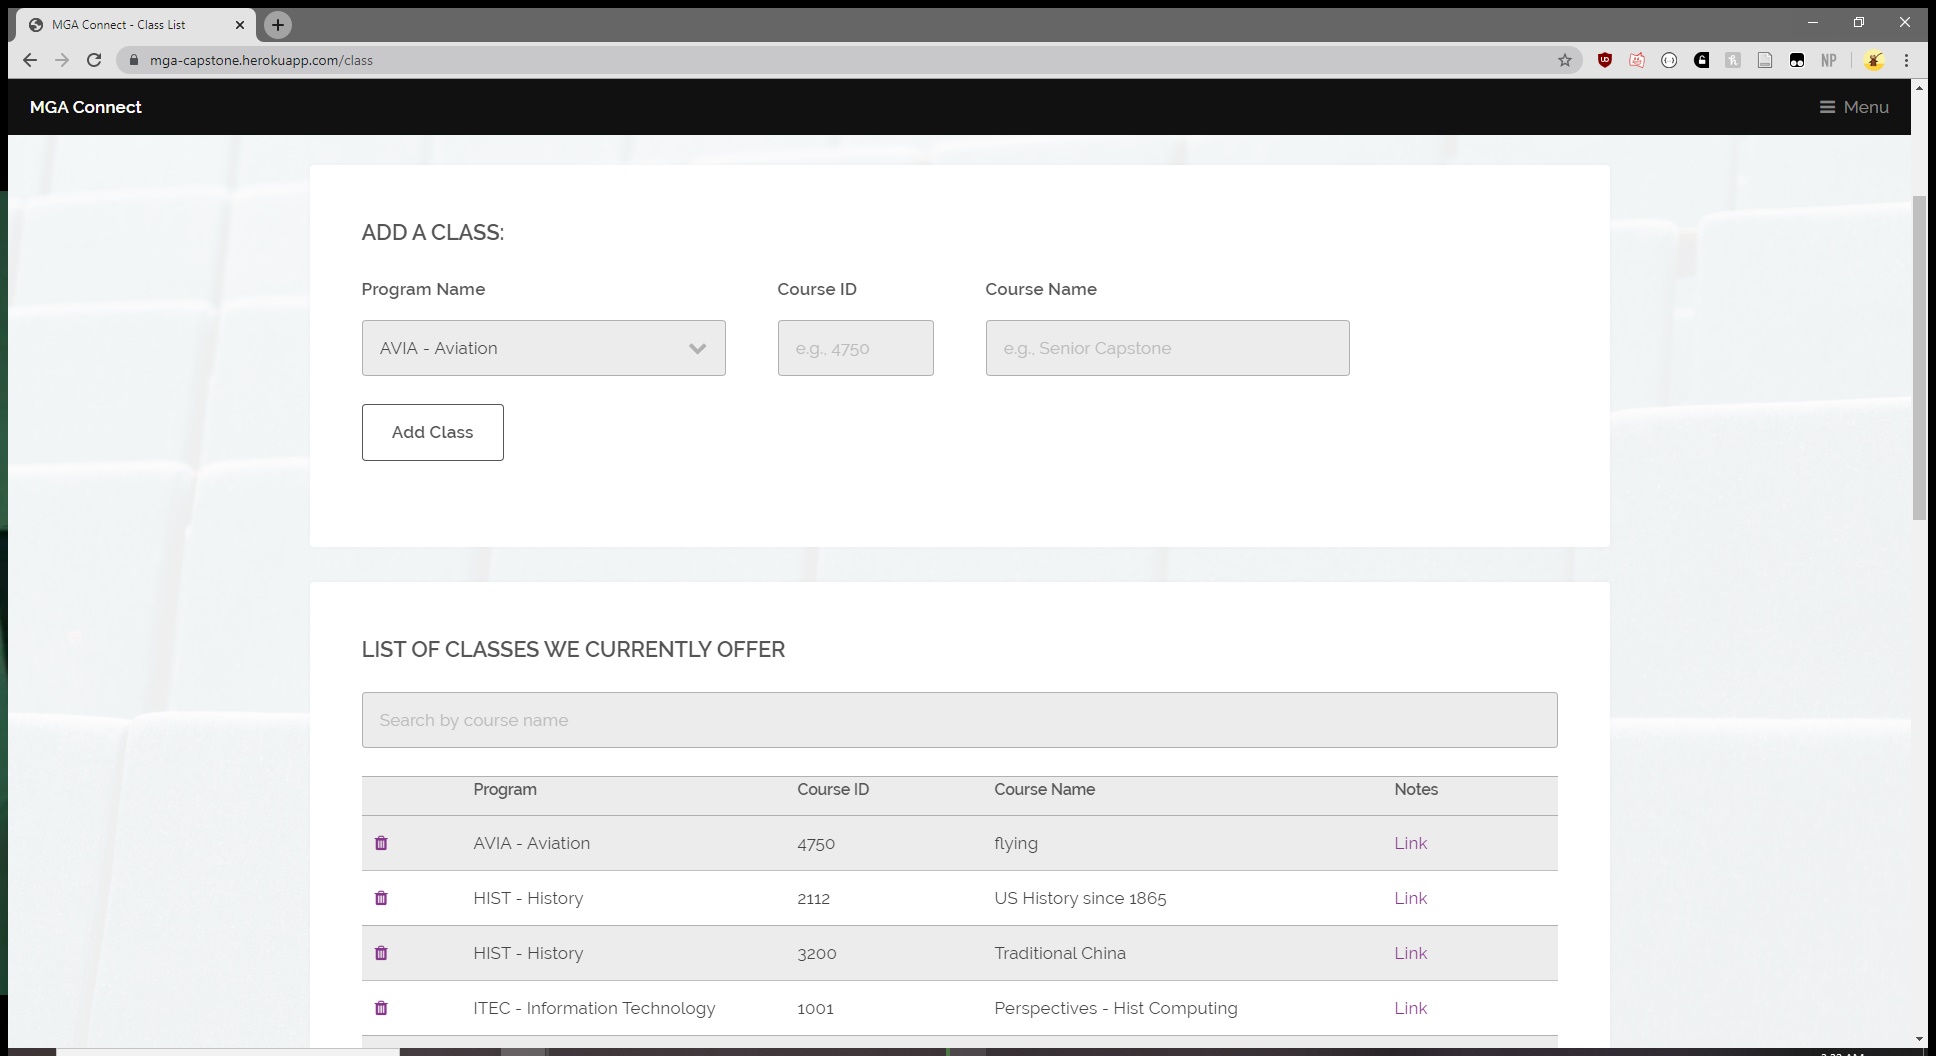 MGA Connect - Class List
mga-capstone.herokuapp.com/class
NP
MGA Connect
Menu
ADD A CLASS:
Program Name Course ID Course Name
AVIA - Aviation e.g., 4750 e.g., Senior Capstone
Add Class
LIST OF CLASSES WE CURRENTLY OFFER
Search by course name
Program Course ID Course Name Notes
AVIA - Aviation 4750 flying Link
HIST - History 2112 US History since 1865 Link
HIST - History 3200 Traditional China Link
ITEC - Information Technology 1001 Perspectives - Hist Computing Link